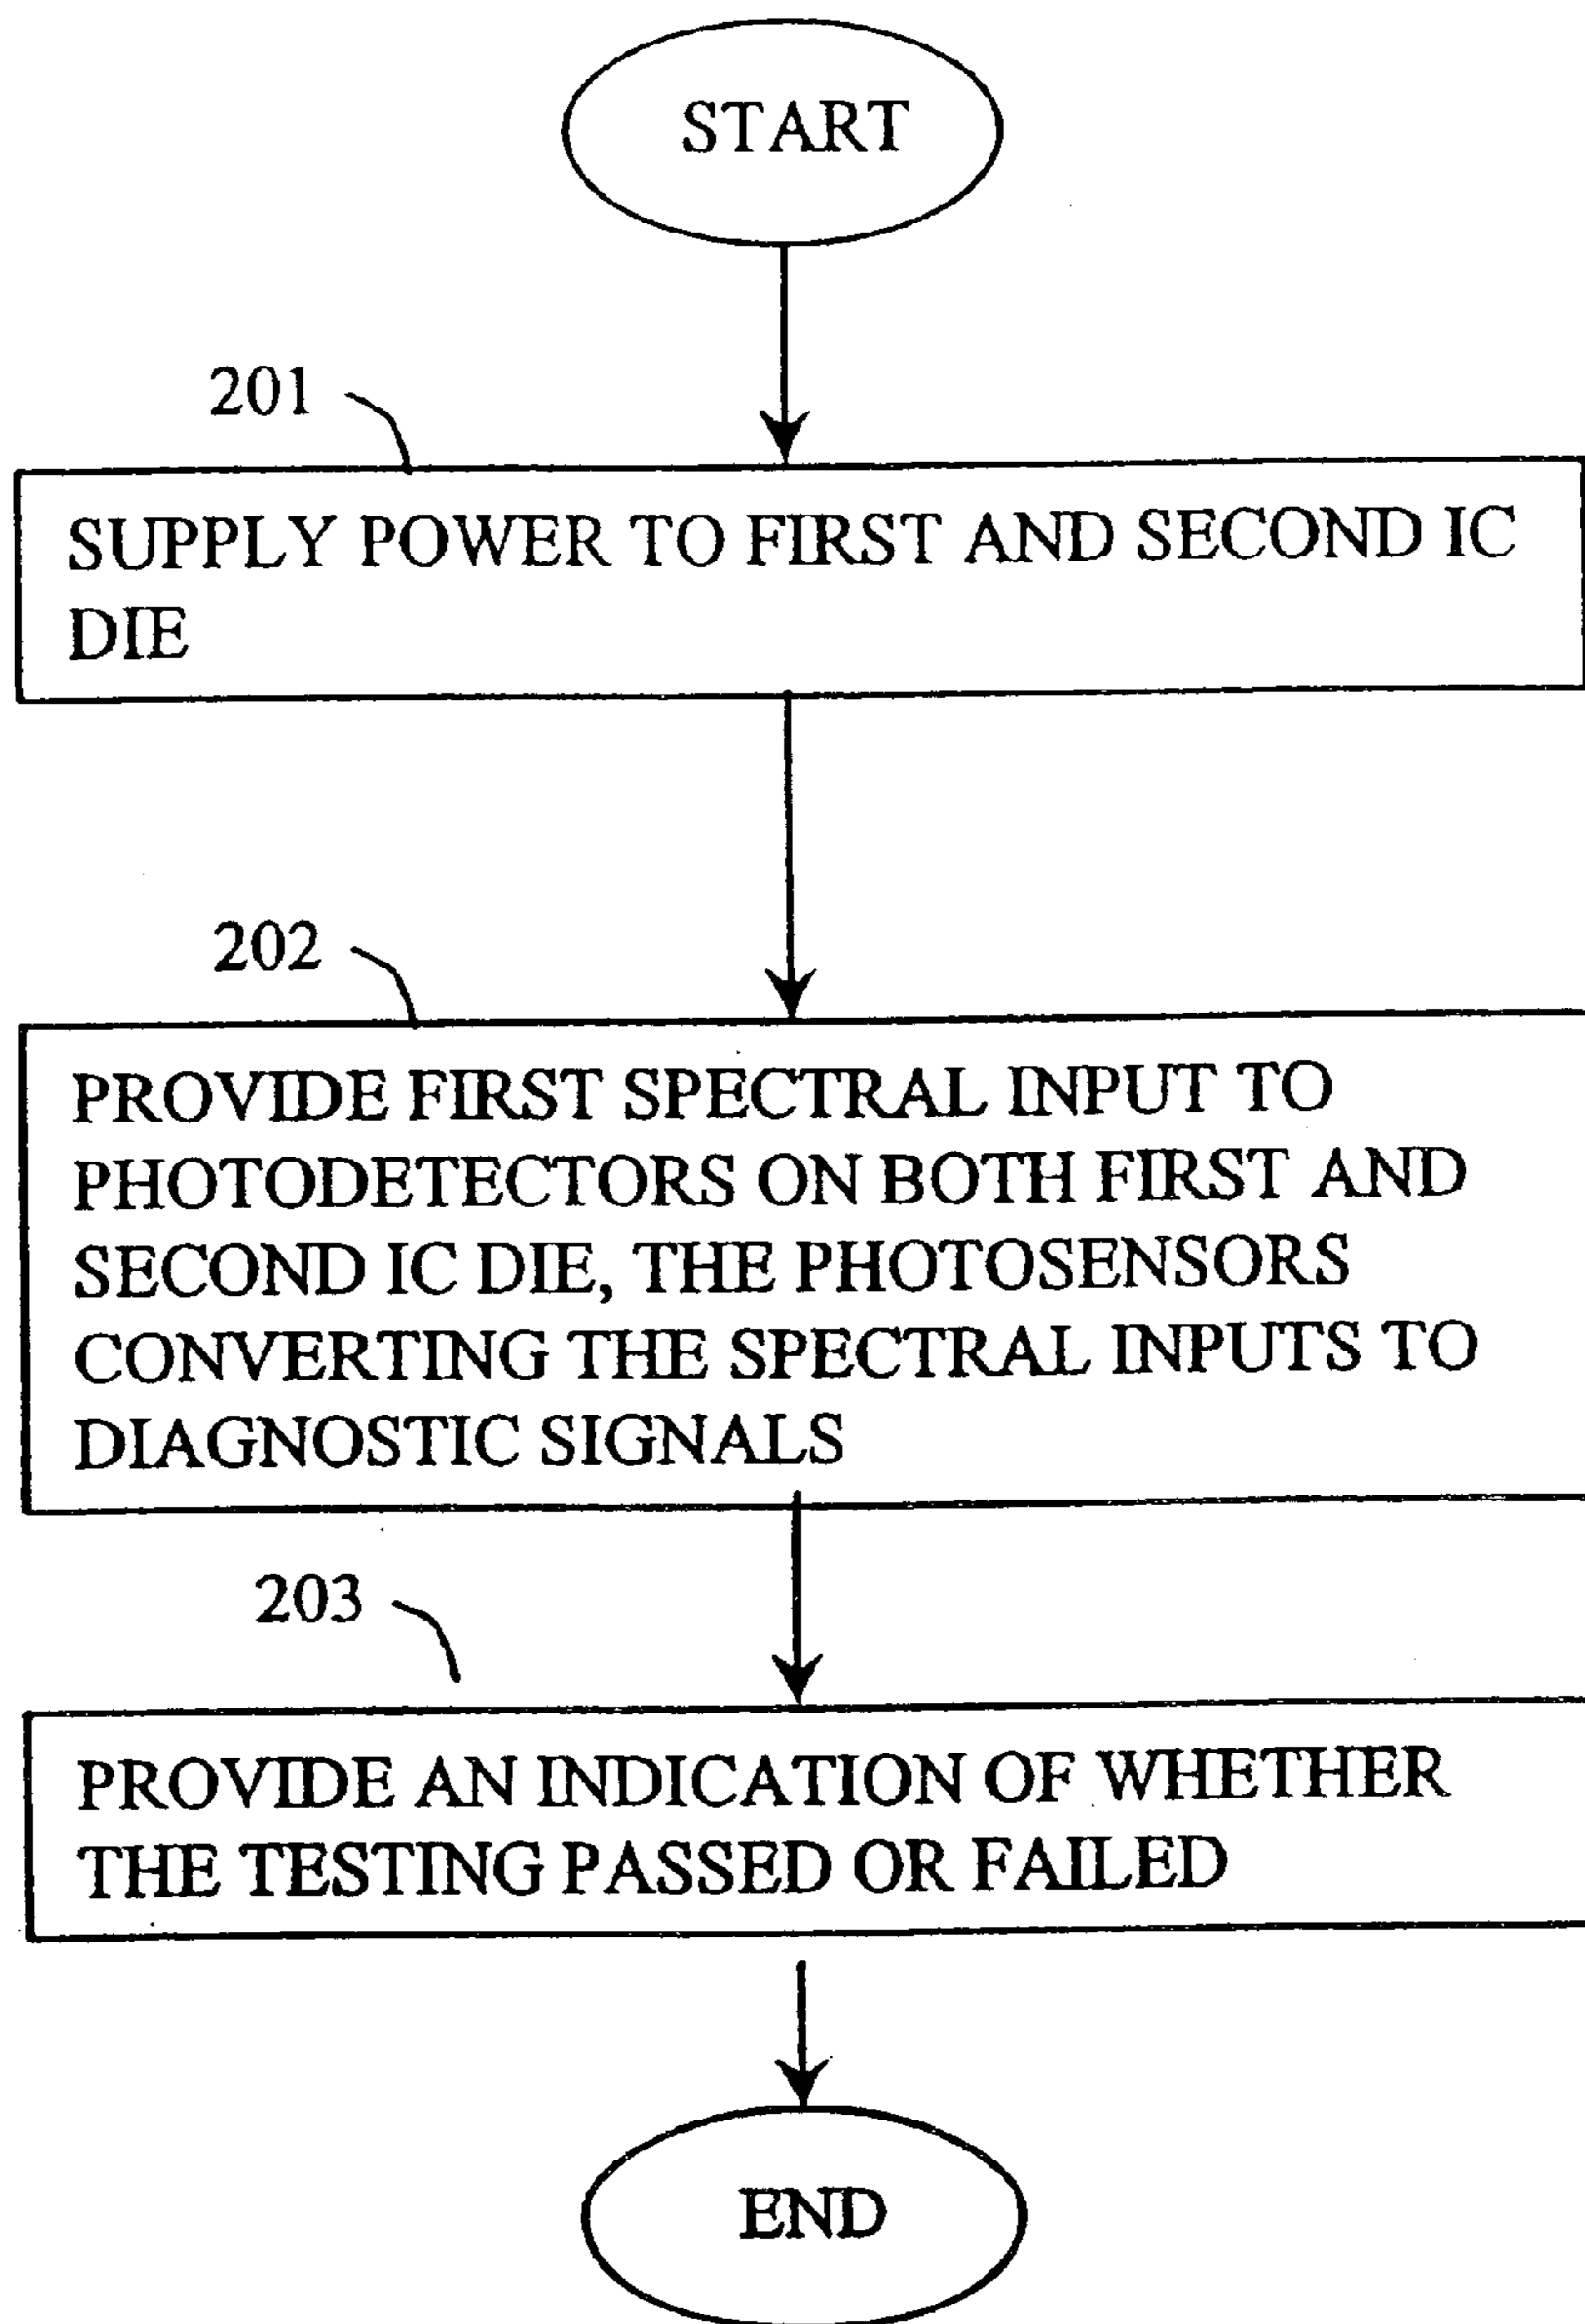 START
201
SUPPLY POWER TO FIRST AND SECOND IC
DIE
202
PROVIDE FIRST SPECTRAL INPUT TO
PHOTODETECTORS ON BOTH FIRST AND
SECOND IC DIE, THE PHOTOSENSORS
CONVERTING THE SPECTRAL INPUTS TO
DIAGNOSTIC SIGNALS
203
PROVIDE AN INDICATION OF WHETHER
THE TESTING PASSED OR FAILED
END